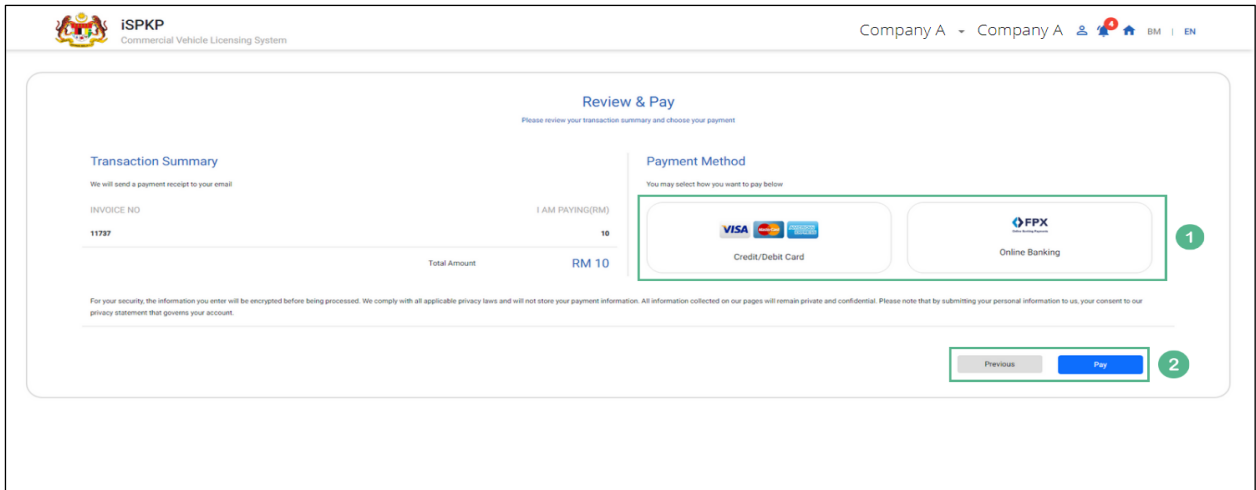 iSPKP
Commercial Vehicle Licensing System
Company A Company A 4 BM | EN
Review & Pay
Please review your transaction summary and choose your payment
Transaction Summary
We will send a payment receipt to your email
INVOICE NO I AM PAYING(RM)
11737 10
Total Amount RM 10
Payment Method
You may select how you want to pay below
VISA MasterCard
Credit/Debit Card
FPX
Online Banking
1
For your security, the information you enter will be encrypted before being processed. We comply with all applicable privacy laws and will not store your payment information. All information collected on our pages will remain private and confidential. Please note that by submitting your personal information to us, your consent to our
privacy statement that governs your account.
Previous Pay 2